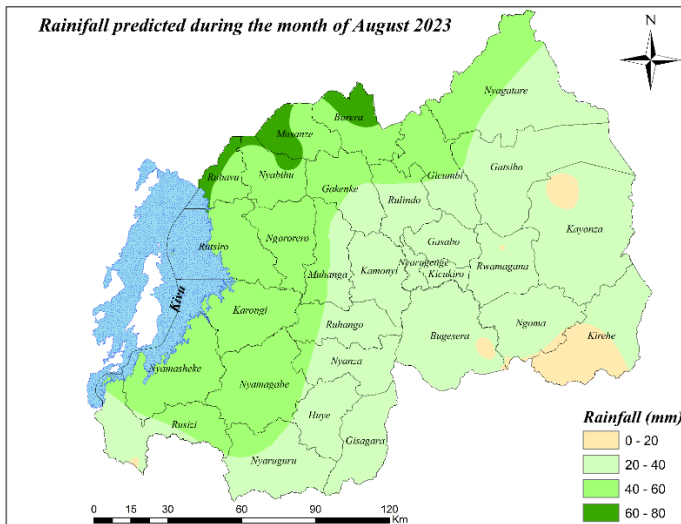 Rainifall predicted during the month of August 2023
N
Nyagatare
Burera
Musanze
Rubavu
Nyabihu
Gakenke
Gicumbi
Gatsibo
Rulindo
Kayonza
Rutsiro
Ngororero
Gasabo
Muhanga
Kamonyi
Nyarugenge
Kicukiro
Rwamagana
Kivu
Karongi
Ruhango
Bugesera
Ngoma
Kirehe
Nyamasheke
Nyanza
Nyamagabe
Rusizi
Huye
Gisagara
Nyaruguru
Rainfall (mm)
0 - 20
20 - 40
40 - 60
60 - 80
0 15 30 60 90 120
Km